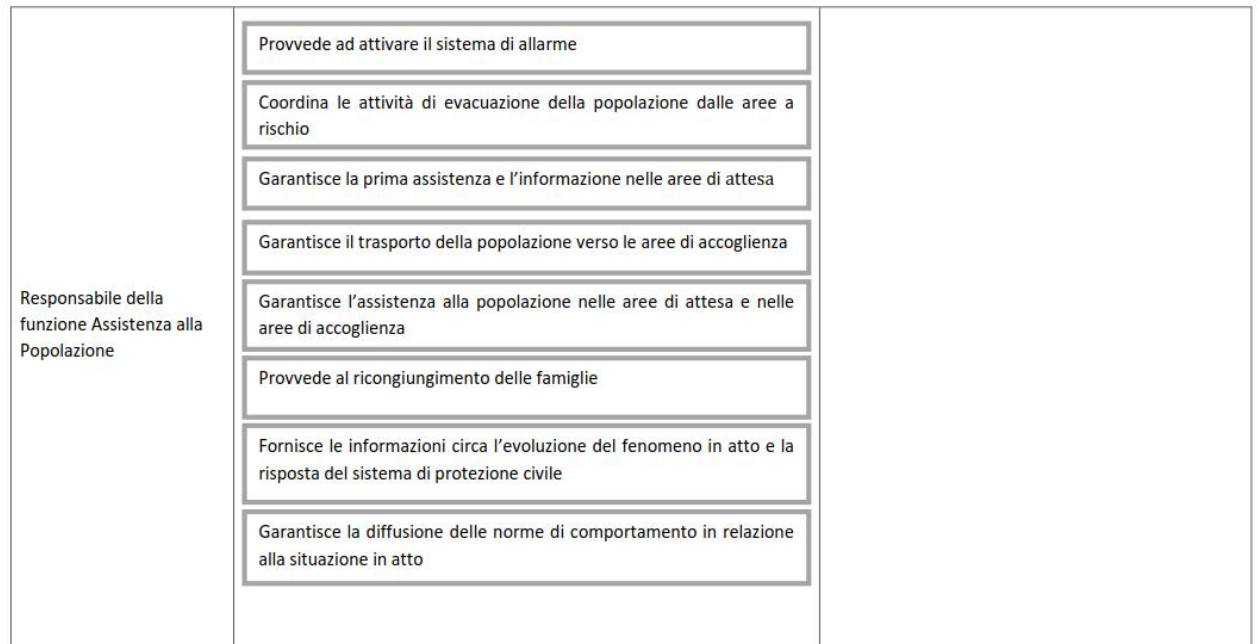 Provvede ad attivare il sistema di allarme
Coordina le attività di evacuazione della popolazione dalle aree a
rischio
Garantisce la prima assistenza e l'informazione nelle aree di attesa
Garantisce il trasporto della popolazione verso le aree di accoglienza
Responsabile della
funzione Assistenza alla
Popolazione
Garantisce l'assistenza alla popolazione nelle aree di attesa e nelle
aree di accoglienza
Provvede al ricongiungimento delle famiglie
Fornisce le informazioni circa l'evoluzione del fenomeno in atto e la
risposta del sistema di protezione civile
Garantisce la diffusione delle norme di comportamento in relazione
alla situazione in atto